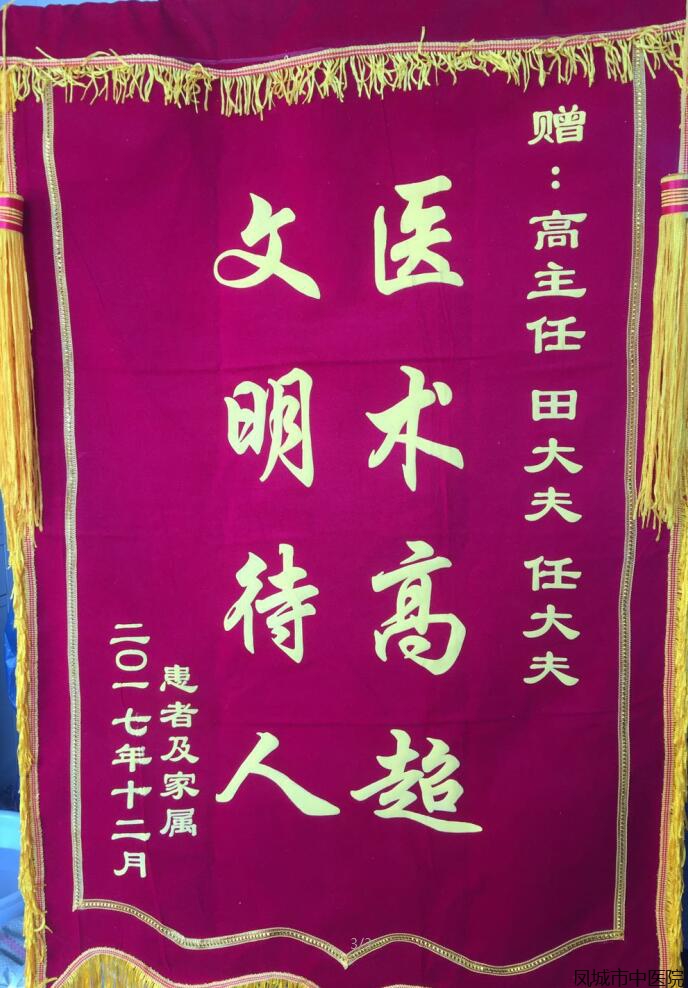 赠：高主任 田大夫 任大夫
医术高超
文明待人
患者及家属
二〇一七年十二月
凤城市中医院